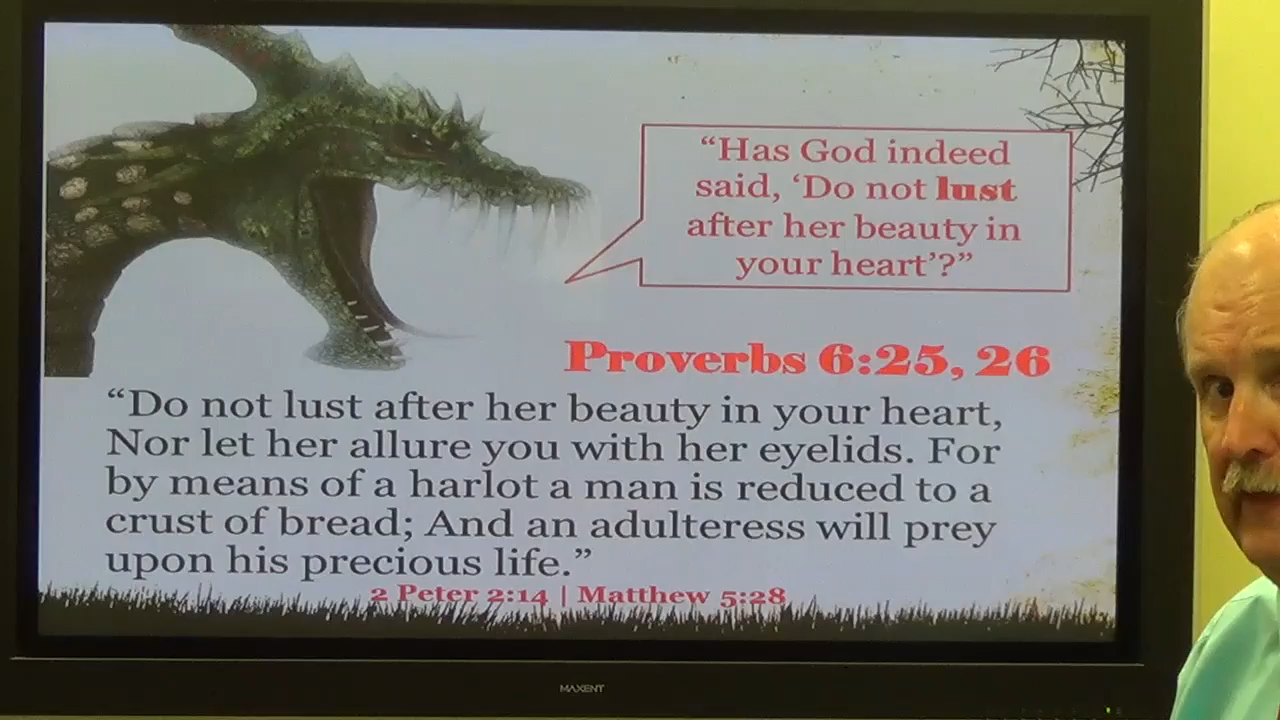 “Has God indeed
said, ‘Do not lust
after her beauty in
your heart’?”
Proverbs 6:25, 26
“Do not lust after her beauty in your heart,
Nor let her allure you with her eyelids. For
by means of a harlot a man is reduced to a
crust of bread; And an adulteress will prey
upon his precious life.”
2 Peter 2:14 | Matthew 5:28
MAXENT